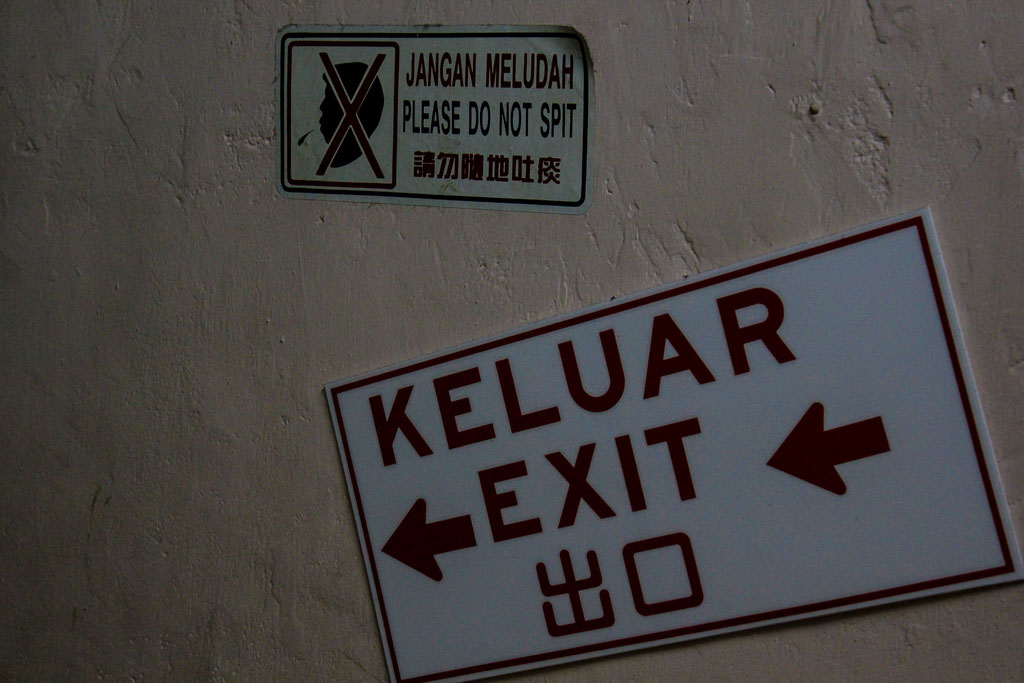 JANGAN MELUDAH
PLEASE DO NOT SPIT
請勿隨地吐痰
KELUAR
EXIT
出口